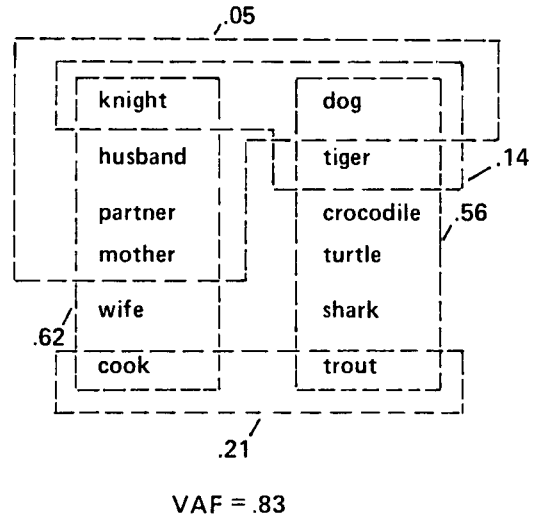 .05
knight dog
husband tiger
.14
partner crocodile
.56
mother turtle
wife shark
.62
cook trout
.21
VAF = .83